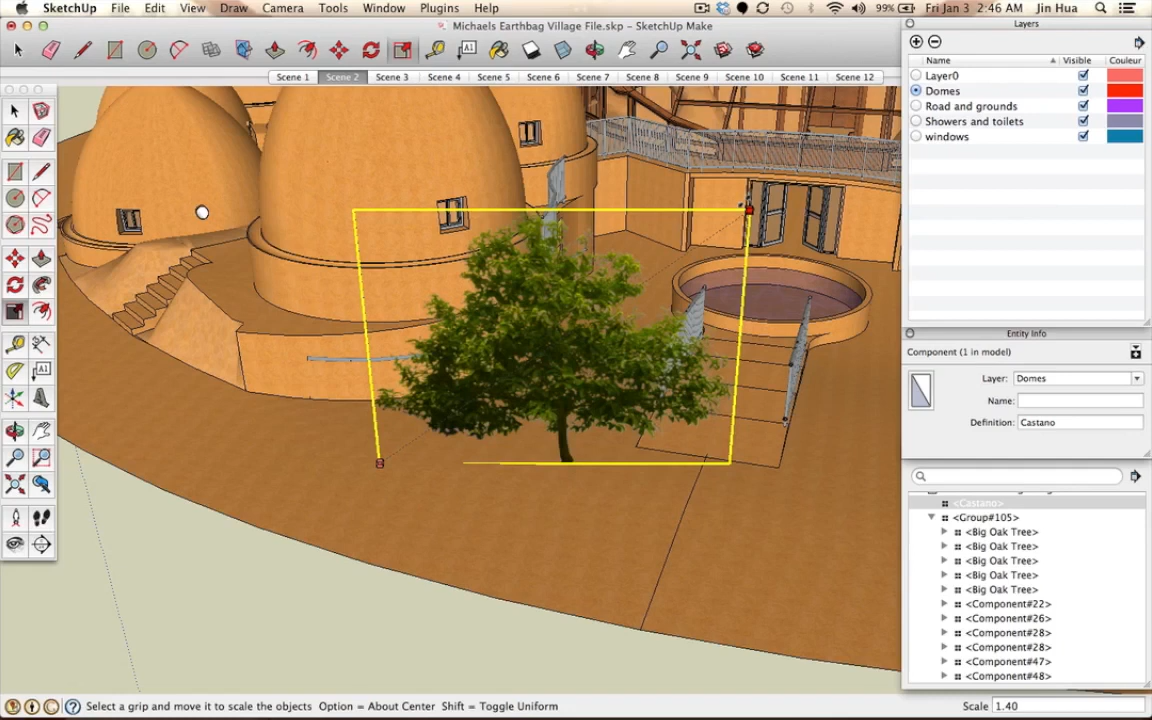 SketchUp File Edit View Draw Camera Tools Window Plugins Help 99% Fri Jan 3 2:46 AM Jin Hua
Michaels Earthbag Village File.skp – SketchUp Make
Scene 1 Scene 2 Scene 3 Scene 4 Scene 5 Scene 6 Scene 7 Scene 8 Scene 9 Scene 10 Scene 11 Scene 12
Layers
Name Visible Couleur
Layer0
Domes
Road and grounds
Showers and toilets
windows
Entity Info
Component (1 in model)
Layer: Domes
Name:
Definition: Castano
<Castano>
<Group#105>
<Big Oak Tree>
<Big Oak Tree>
<Big Oak Tree>
<Big Oak Tree>
<Big Oak Tree>
<Component#22>
<Component#26>
<Component#28>
<Component#28>
<Component#47>
<Component#48>
Select a grip and move it to scale the objects Option = About Center Shift = Toggle Uniform
Scale 1.40